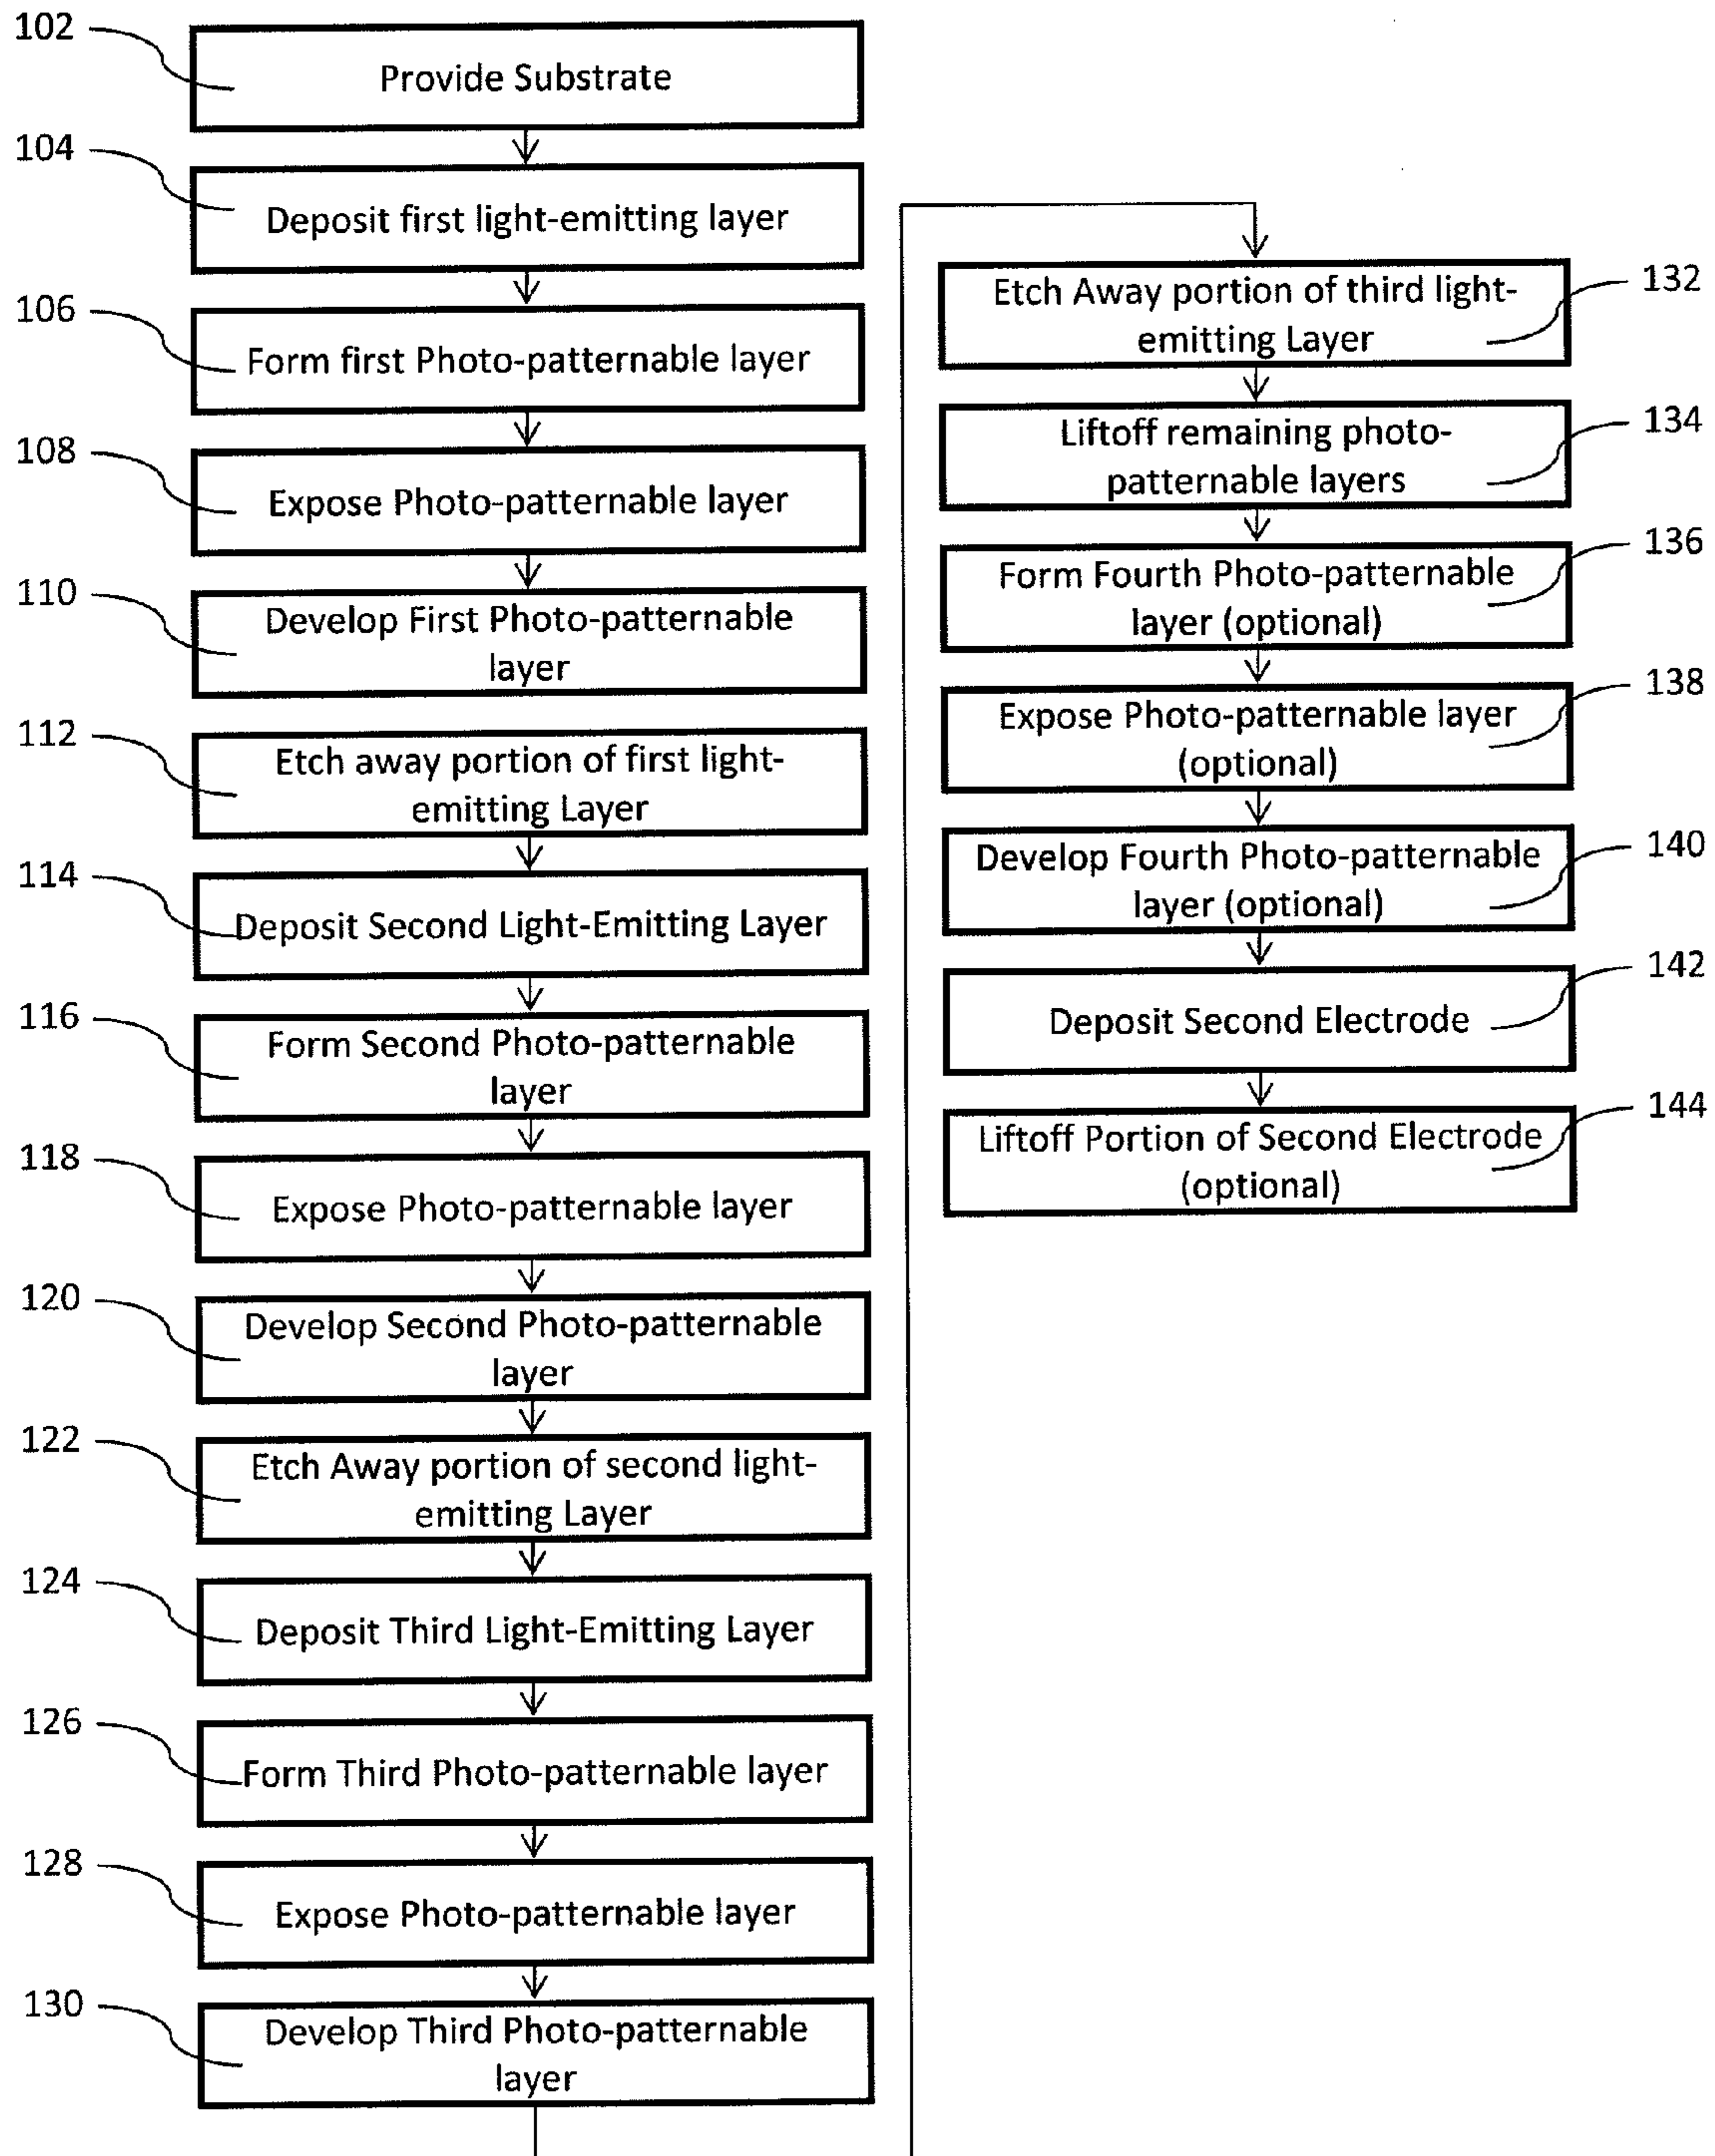 102
Provide Substrate
104
Deposit first light-emitting layer
106
Form first Photo-patternable layer
108
Expose Photo-patternable layer
110
Develop First Photo-patternable
layer
112
Etch away portion of first light-
emitting Layer
114
Deposit Second Light-Emitting Layer
116
Form Second Photo-patternable
layer
118
Expose Photo-patternable layer
120
Develop Second Photo-patternable
layer
122
Etch Away portion of second light-
emitting Layer
124
Deposit Third Light-Emitting Layer
126
Form Third Photo-patternable layer
128
Expose Photo-patternable layer
130
Develop Third Photo-patternable
layer
Etch Away portion of third light-
emitting Layer
132
Liftoff remaining photo-
patternable layers
134
Form Fourth Photo-patternable
layer (optional)
136
Expose Photo-patternable layer
(optional)
138
Develop Fourth Photo-patternable
layer (optional)
140
Deposit Second Electrode
142
Liftoff Portion of Second Electrode
(optional)
144